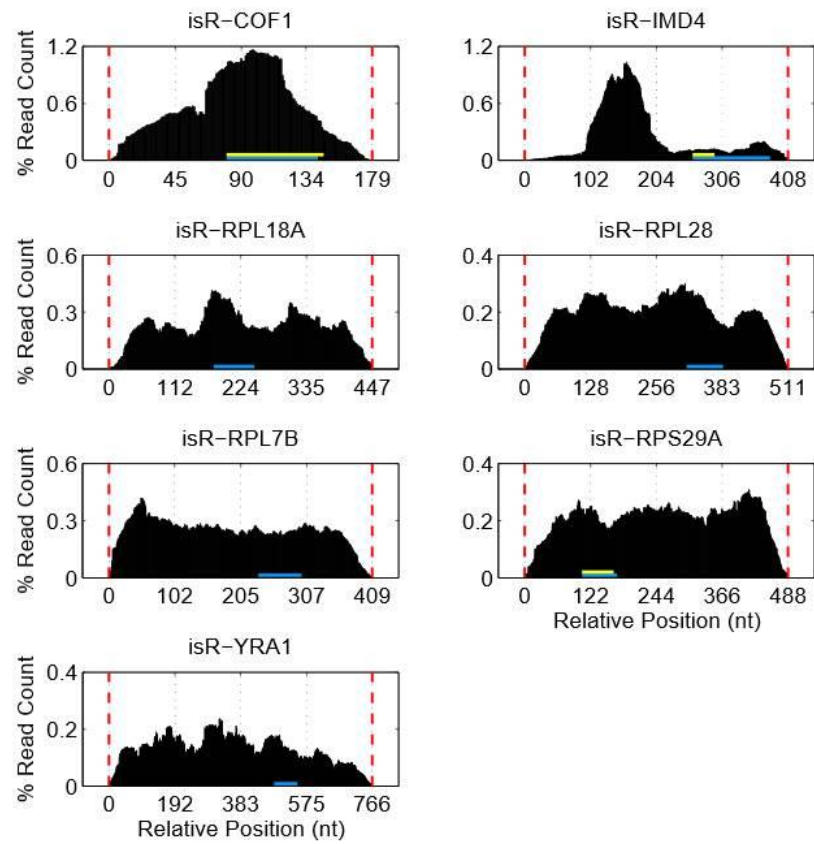 isR−COF1
% Read Count
1.2
0.6
0
0 45 90 134 179
isR−IMD4
% Read Count
1.2
0.6
0
0 102 204 306 408
isR−RPL18A
% Read Count
0.6
0.3
0
0 112 224 335 447
isR−RPL28
0.4
0.2
0
0 128 256 383 511
isR−RPL7B
% Read Count
0.6
0.3
0
0 102 205 307 409
isR−RPS29A
0.4
0.2
0
0 122 244 366 488
Relative Position (nt)
isR−YRA1
% Read Count
0.4
0.2
0
0 192 383 575 766
Relative Position (nt)